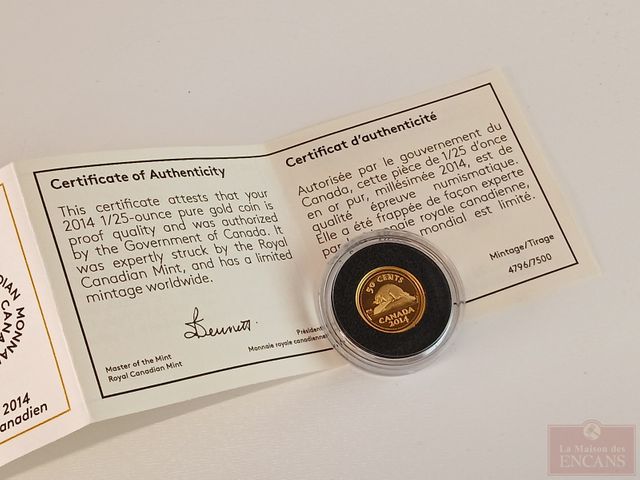 Certificate of Authenticity
This certificate attests that your
2014 1/25-ounce pure gold coin is
proof quality and was authorized
by the Government of Canada. It
was expertly struck by the Royal
Canadian Mint, and has a limited
mintage worldwide.
Master of the Mint
Royal Canadian Mint
Président
Monnaie royale canadienne
Certificat d'authenticité
Autorisée par le gouvernement du
Canada, cette pièce de 1/25 d'once
en or pur, millésimée 2014, est de
qualité épreuve numismatique.
Elle a été frappée de façon experte
royale canadienne,
mondial est limité.
Mintage/Tirage
4796/7500
50 CENTS
CANADA
2014
2014
La Maison des
ENCANS